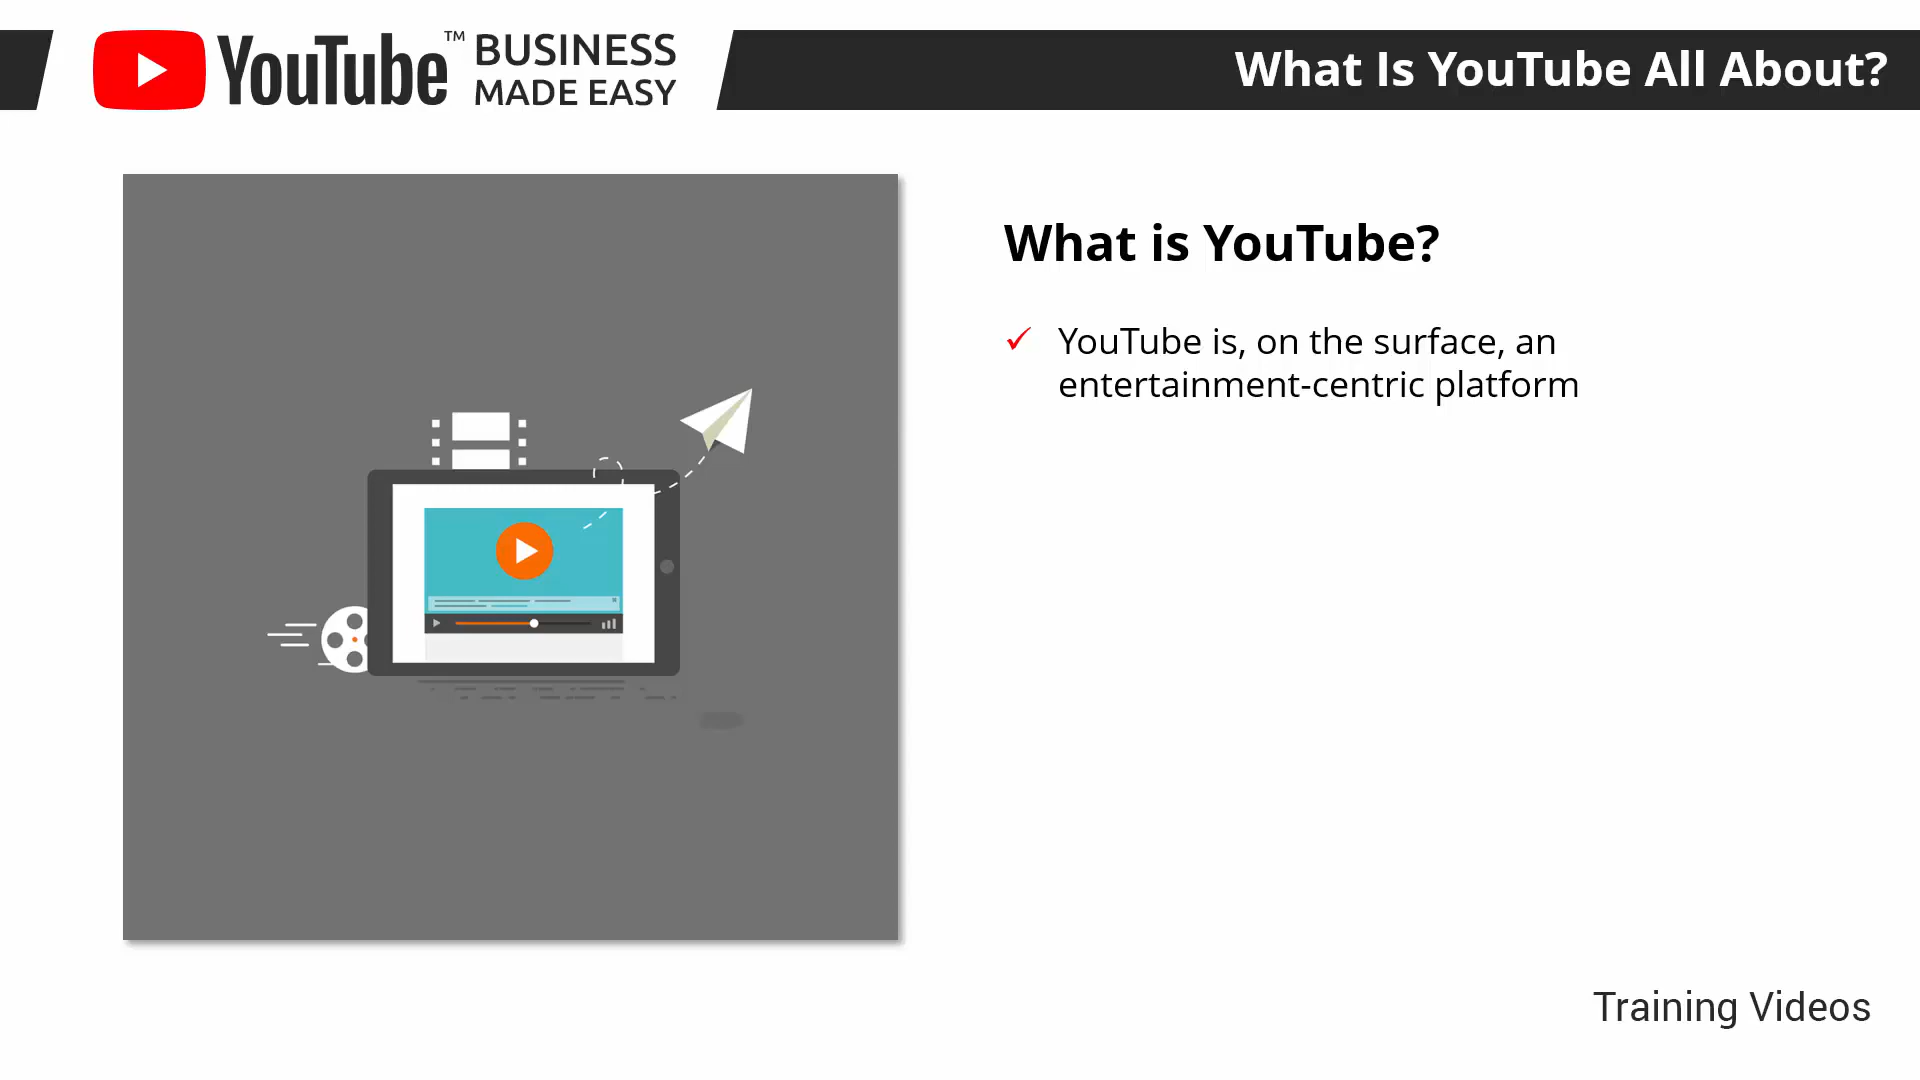 YouTube™ BUSINESS
MADE EASY
What Is YouTube All About?
What is YouTube?
YouTube is, on the surface, an
entertainment-centric platform
Training Videos